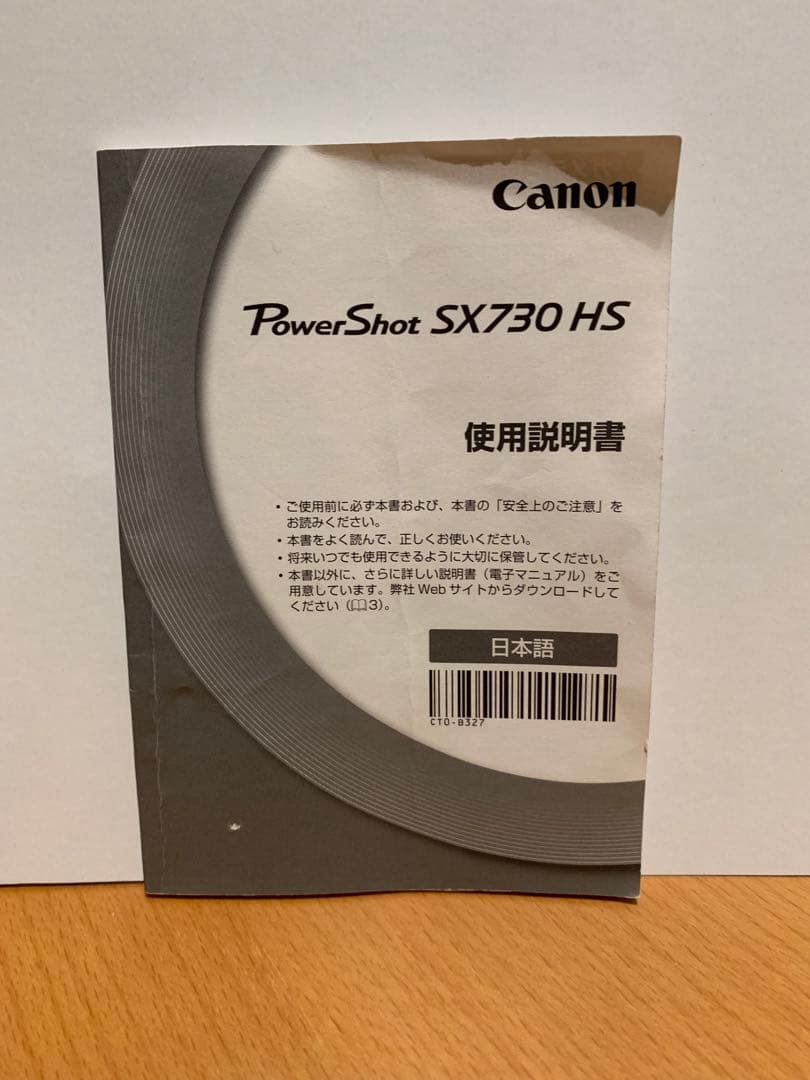 Canon
PowerShot SX730 HS
使用説明書
・ご使用前に必ず本書および、本書の「安全上のご注意」を
お読みください。
・本書をよく読んで、正しくお使いください。
・将来いつでも使用できるように大切に保管してください。
・本書以外に、さらに詳しい説明書（電子マニュアル）をご
用意しています。弊社 Web サイトからダウンロードして
ください（3）。
日本語
CT0-B327